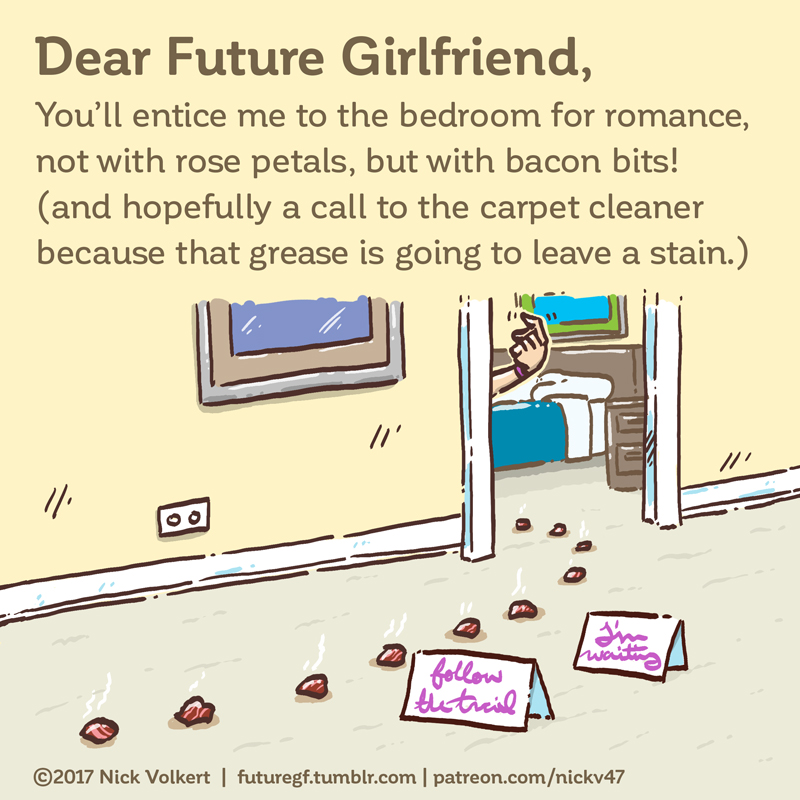 Dear Future Girlfriend,
You'll entice me to the bedroom for romance,
not with rose petals, but with bacon bits!
(and hopefully a call to the carpet cleaner
because that grease is going to leave a stain.)
I'm
waiting
follow
the trail
©2017 Nick Volkert | futuregf.tumblr.com | patreon.com/nickv47